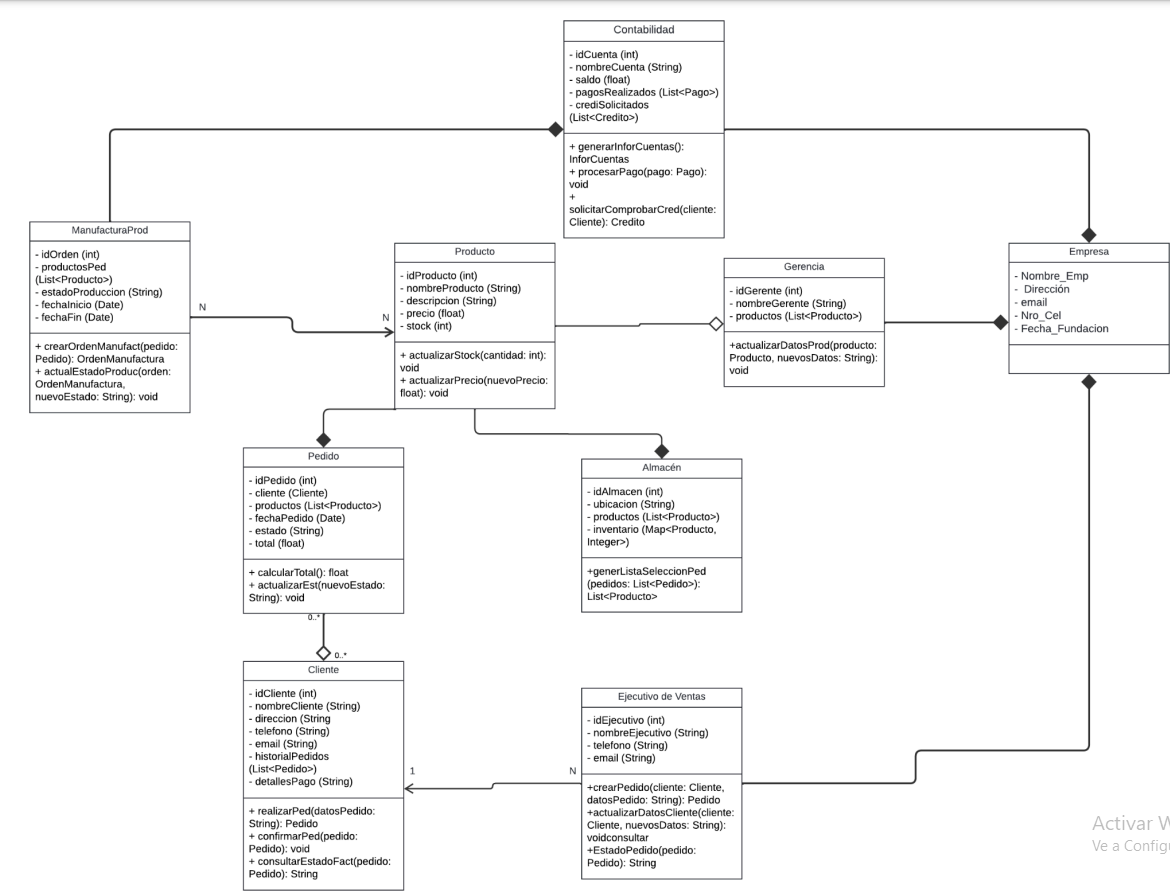 Contabilidad
- idCuenta (int)
- nombreCuenta (String)
- saldo (float)
- pagosRealizados (List<Pago>)
- crediSolicitados
(List<Credito>)
+ generarInforCuentas():
InforCuentas
+ procesarPago(pago: Pago):
void
+
solicitarComprobarCred(cliente:
Cliente): Credito
ManufacturaProd
- idOrden (int)
- productosPed
(List<Producto>)
- estadoProduccion (String)
- fechaInicio (Date)
- fechaFin (Date)
+ crearOrdenManufact(pedido:
Pedido): OrdenManufactura
+ actualEstadoProduc(orden:
OrdenManufactura,
nuevoEstado: String): void
N
N
Producto
- idProducto (int)
- nombreProducto (String)
- descripcion (String)
- precio (float)
- stock (int)
+ actualizarStock(cantidad: int):
void
+ actualizarPrecio(nuevoPrecio:
float): void
Gerencia
- idGerente (int)
- nombreGerente (String)
- productos (List<Producto>)
+actualizarDatosProd(producto:
Producto, nuevosDatos: String):
void
Empresa
- Nombre_Emp
- Dirección
- email
- Nro_Cel
- Fecha_Fundacion
Pedido
- idPedido (int)
- cliente (Cliente)
- productos (List<Producto>)
- fechaPedido (Date)
- estado (String)
- total (float)
+ calcularTotal(): float
+ actualizarEst(nuevoEstado:
String): void
0..*
0..*
Almacén
- idAlmacen (int)
- ubicacion (String)
- productos (List<Producto>)
- inventario (Map<Producto,
Integer>)
+generListaSeleccionPed
(pedidos: List<Pedido>):
List<Producto>
Cliente
- idCliente (int)
- nombreCliente (String)
- direccion (String
- telefono (String)
- email (String)
- historialPedidos
(List<Pedido>)
- detallesPago (String)
+ realizarPed(datosPedido:
String): Pedido
+ confirmarPed(pedido:
Pedido): void
+ consultarEstadoFact(pedido:
Pedido): String
1
N
Ejecutivo de Ventas
- idEjecutivo (int)
- nombreEjecutivo (String)
- telefono (String)
- email (String)
+crearPedido(cliente: Cliente,
datosPedido: String): Pedido
+actualizarDatosCliente(cliente:
Cliente, nuevosDatos: String):
voidconsultar
+EstadoPedido(pedido:
Pedido): String
Activar
Ve a Configu